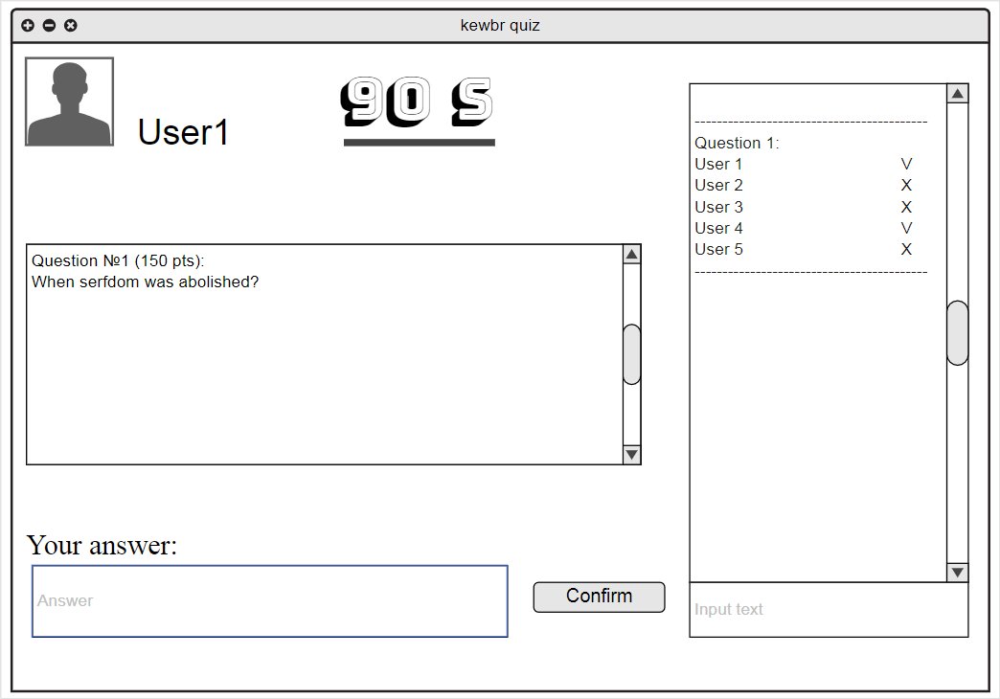 kewbr quiz
User1
90 S
Question №1 (150 pts):
When serfdom was abolished?
Your answer:
Answer
Confirm
-----------------------------------------
Question 1:
User 1 V
User 2 X
User 3 X
User 4 V
User 5 X
-----------------------------------------
Input text